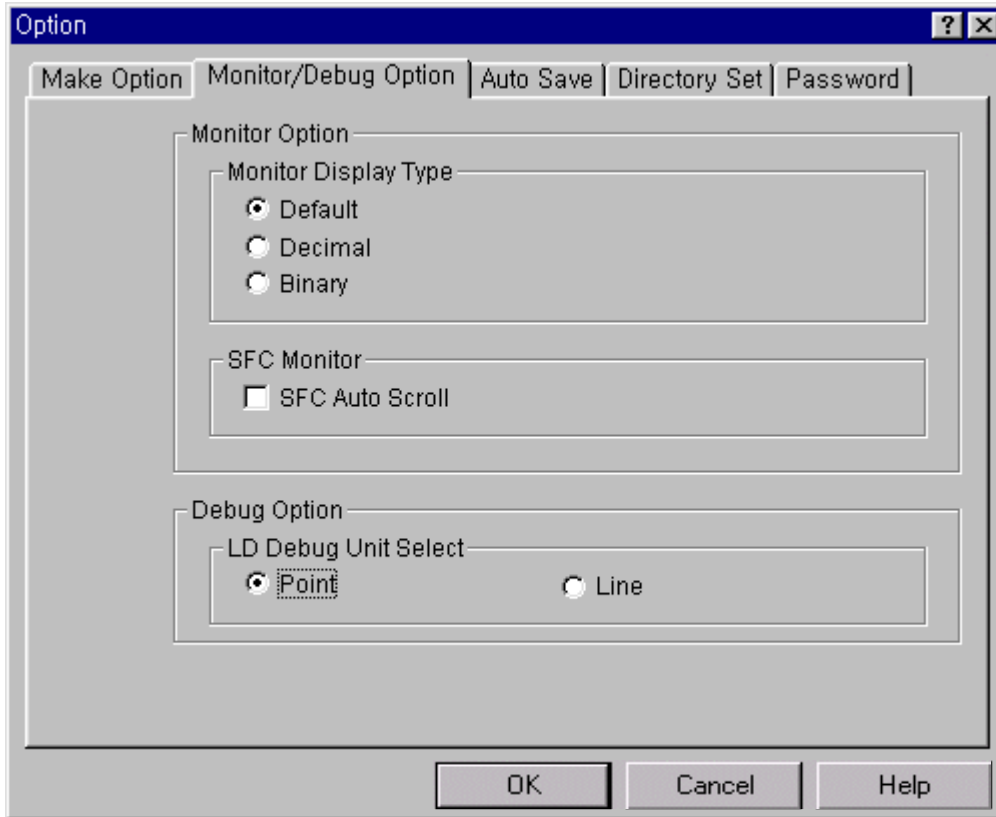 Option
Make Option Monitor/Debug Option Auto Save Directory Set Password
Monitor Option
Monitor Display Type
Default
Decimal
Binary
SFC Monitor
SFC Auto Scroll
Debug Option
LD Debug Unit Select
Point Line
OK Cancel Help